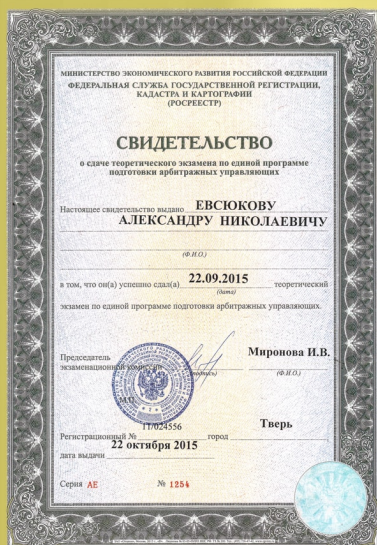 МИНИСТЕРСТВО ЭКОНОМИЧЕСКОГО РАЗВИТИЯ РОССИЙСКОЙ ФЕДЕРАЦИИ
ФЕДЕРАЛЬНАЯ СЛУЖБА ГОСУДАРСТВЕННОЙ РЕГИСТРАЦИИ,
КАДАСТРА И КАРТОГРАФИИ
(РОСРЕЕСТР)
СВИДЕТЕЛЬСТВО
о сдаче теоретического экзамена по единой программе
подготовки арбитражных управляющих
Настоящее свидетельство выдано ЕВСЮКОВУ
АЛЕКСАНДРУ НИКОЛАЕВИЧУ
(Ф.И.О.)
в том, что он(а) успешно сдал(а) 22.09.2015 теоретический
(дата)
экзамен по единой программе подготовки арбитражных управляющих.
Председатель
экзаменационной комиссии Миронова И.В.
(подпись) (Ф.И.О.)
М.П.
11/024556 Тверь
Регистрационный № город
22 октября 2015
дата выдачи
Серия АЕ № 1254